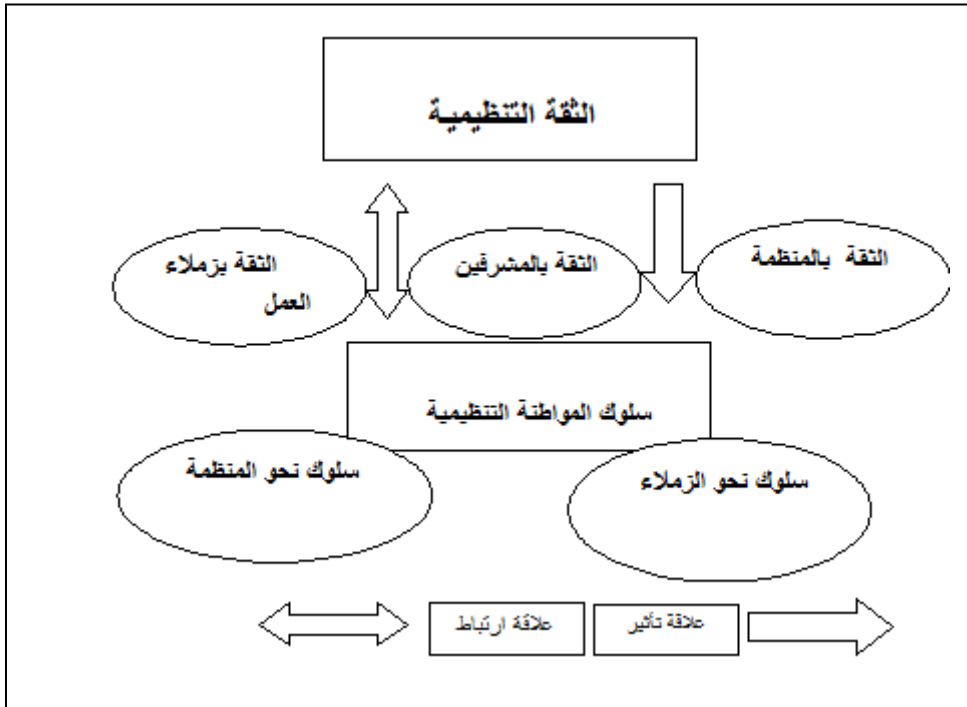 الثقة التنظيمية
الثقة بالمنظمة
الثقة بالمشرفين
الثقة بزملاء
العمل
سلوك المواطنة التنظيمية
سلوك نحو الزملاء
سلوك نحو المنظمة
علاقة تأثير
علاقة ارتباط